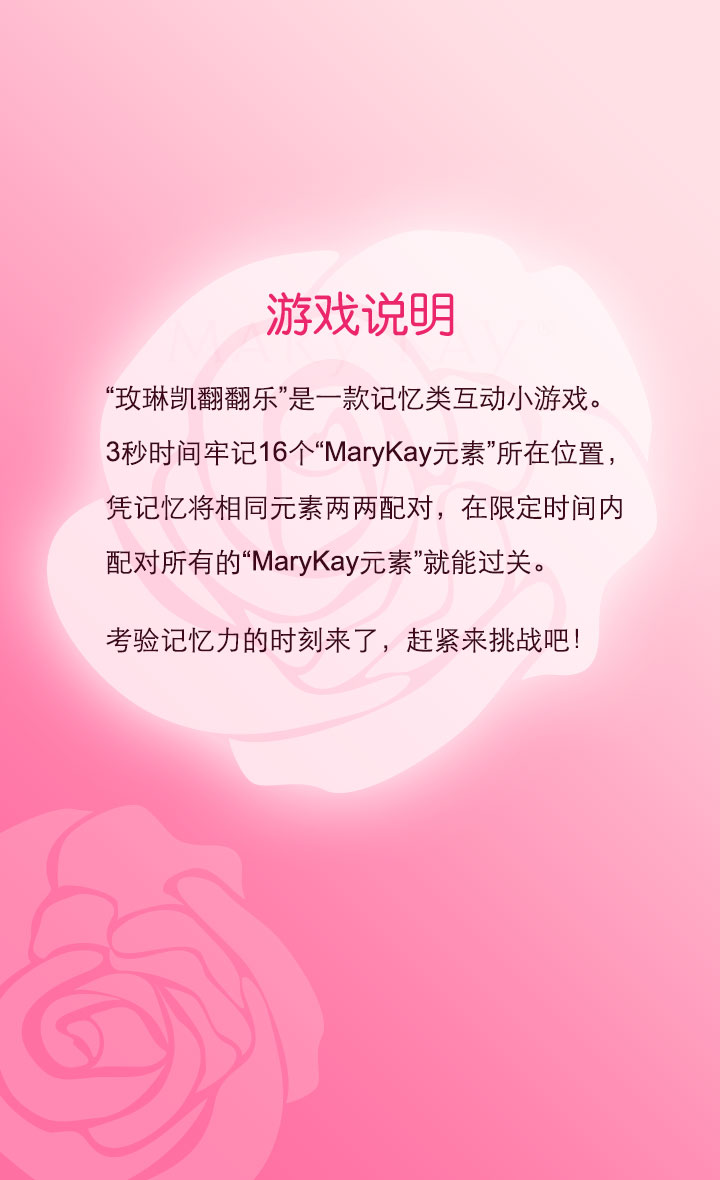 游戏说明
MARY KAY®
“玫琳凯翻翻乐”是一款记忆类互动小游戏。
3秒时间牢记16个“MaryKay元素”所在位置，
凭记忆将相同元素两两配对，在限定时间内
配对所有的“MaryKay元素”就能过关。
考验记忆力的时刻来了，赶紧来挑战吧！